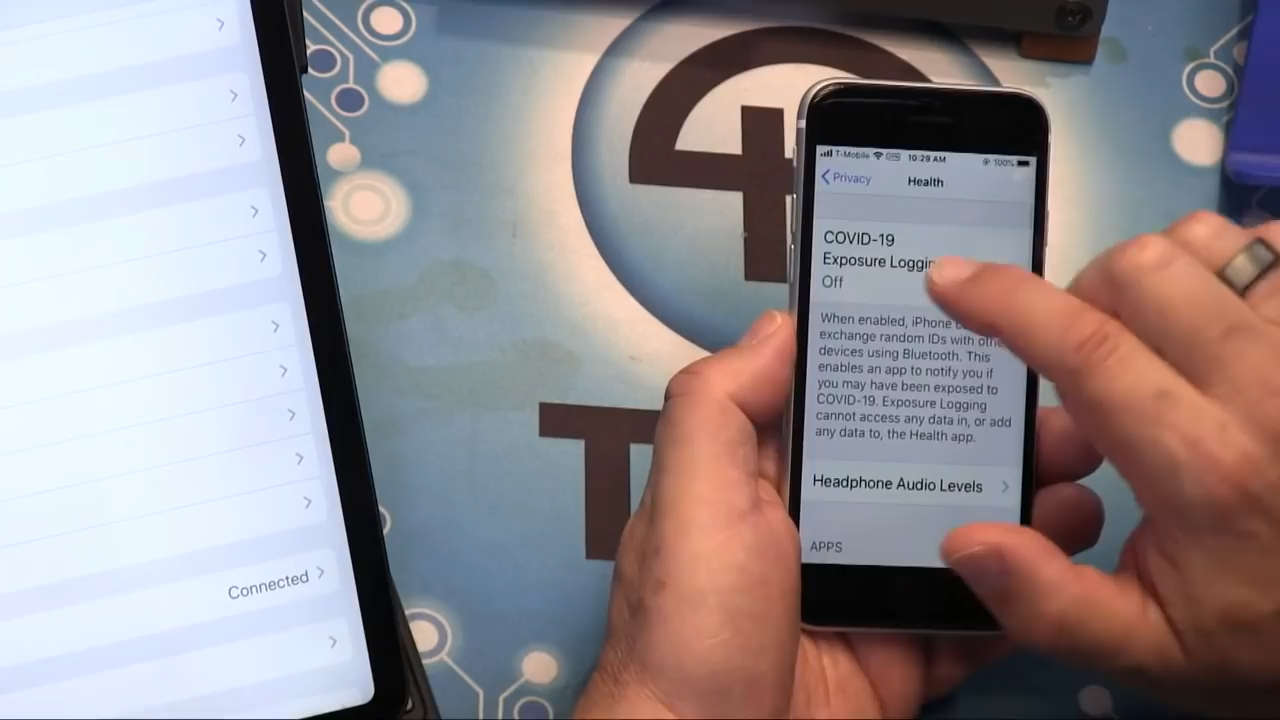 T-Mobile 10:29 AM 100%
Privacy Health
COVID-19
Exposure Loggin
Off
When enabled, iPhone
exchange random IDs with othe
devices using Bluetooth. This
enables an app to notify you if
you may have been exposed to
COVID-19. Exposure Logging
cannot access any data in, or add
any data to, the Health app.
Headphone Audio Levels
APPS
Connected
4
T